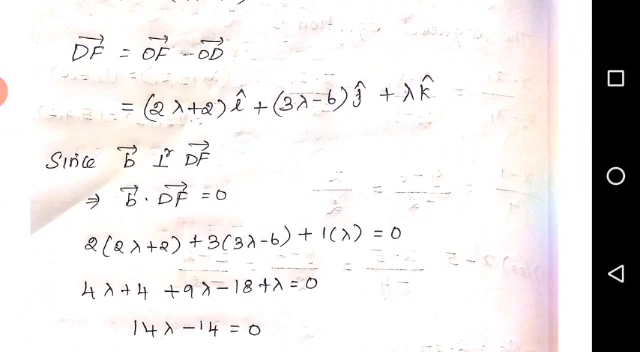 DF⃗ = OF⃗ - OD⃗
= (2λ+2) î + (3λ-6) ĵ + λk̂
Since b⃗ ⊥r DF⃗
⇒ b⃗ . DF⃗ = 0
2(2λ+2) + 3(3λ-6) + 1(λ) = 0
4λ+4 +9λ-18+λ=0
14λ-14 = 0